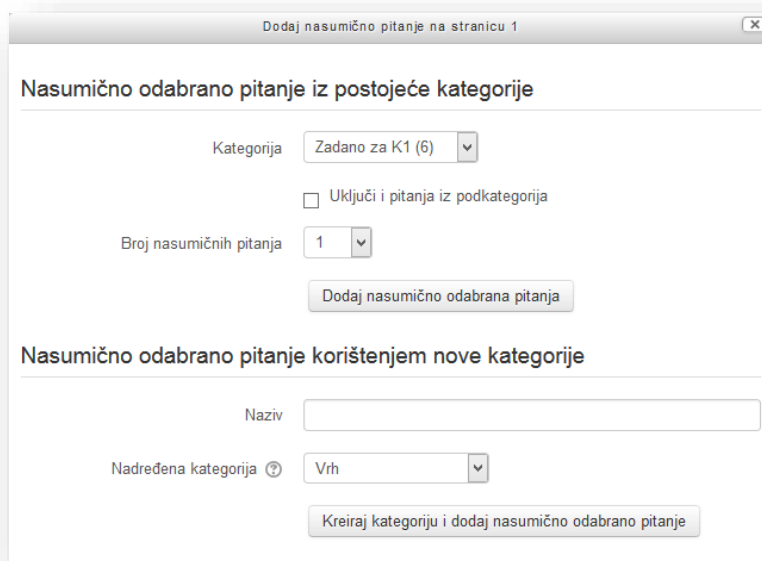 Dodaj nasumično pitanje na stranicu 1
Nasumično odabrano pitanje iz postojeće kategorije
Kategorija Zadano za K1 (6)
Uključi i pitanja iz podkategorija
Broj nasumičnih pitanja 1
Dodaj nasumično odabrana pitanja
Nasumično odabrano pitanje korištenjem nove kategorije
Naziv
Nadređena kategorija ? Vrh
Kreiraj kategoriju i dodaj nasumično odabrano pitanje